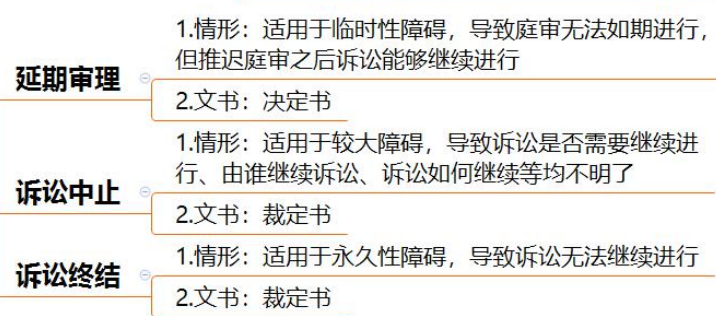 延期审理
1.情形：适用于临时性障碍，导致庭审无法如期进行，
但推迟庭审之后诉讼能够继续进行
2.文书：决定书
诉讼中止
1.情形：适用于较大障碍，导致诉讼是否需要继续进
行、由谁继续诉讼、诉讼如何继续等均不明了
2.文书：裁定书
诉讼终结
1.情形：适用于永久性障碍，导致诉讼无法继续进行
2.文书：裁定书